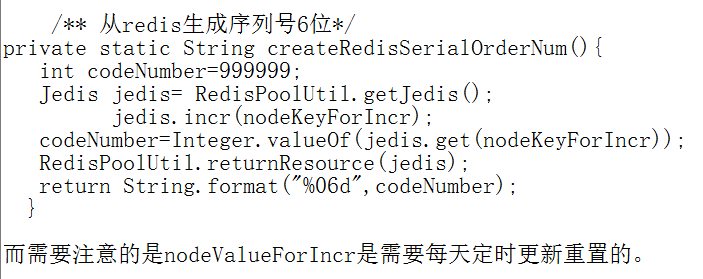 /** 从redis生成序列号6位*/
private static String createRedisSerialOrderNum(){
int codeNumber=999999;
Jedis jedis= RedisPoolUtil.getJedis();
jedis.incr(nodeKeyForIncr);
codeNumber=Integer.valueOf(jedis.get(nodeKeyForIncr));
RedisPoolUtil.returnResource(jedis);
return String.format("%06d",codeNumber);
}
而需要注意的是nodeValueForIncr是需要每天定时更新重置的。